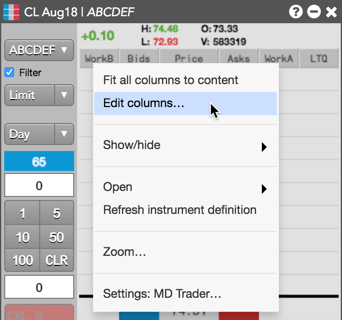 CL Aug18 | ABCDEF
+0.10
H: 74.46 O: 73.33
L: 72.93 V: 583319
ABCDEF
Filter
Limit
Day
65
0
1 5
10 50
100 CLR
0
WorkB Bids Price Asks WorkA LTQ
Fit all columns to content
Edit columns…
Show/hide
Open
Refresh instrument definition
Zoom…
Settings: MD Trader…